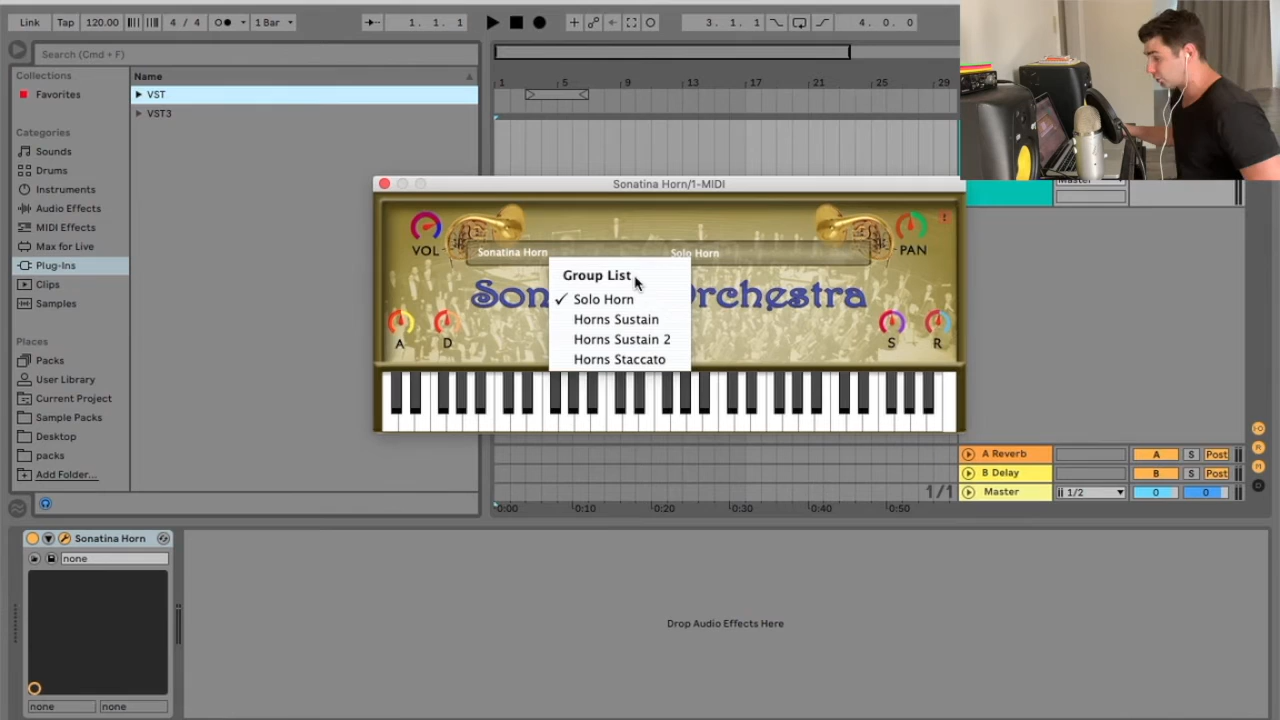 Link Tap 120.00 4 / 4 1 Bar 1. 1. 1 3. 1. 1 4. 0. 0
Search (Cmd + F)
Collections
Favorites
Categories
Sounds
Drums
Instruments
Audio Effects
MIDI Effects
Max for Live
Plug-Ins
Clips
Samples
Places
Packs
User Library
Current Project
Sample Packs
Desktop
packs
Add Folder...
Name
VST
VST3
1 5 9 13 17 21 25 29
Sonatina Horn/1-MIDI
VOL
PAN
Sonatina Horn Solo Horn
Son Orchestra
A D S R
Group List
✓ Solo Horn
Horns Sustain
Horns Sustain 2
Horns Staccato
Master
A Reverb A S Post
B Delay B S Post
1/1 Master 1/2 0 0
0:00 0:10 0:20 0:30 0:40 0:50
Sonatina Horn
none
none none
Drop Audio Effects Here